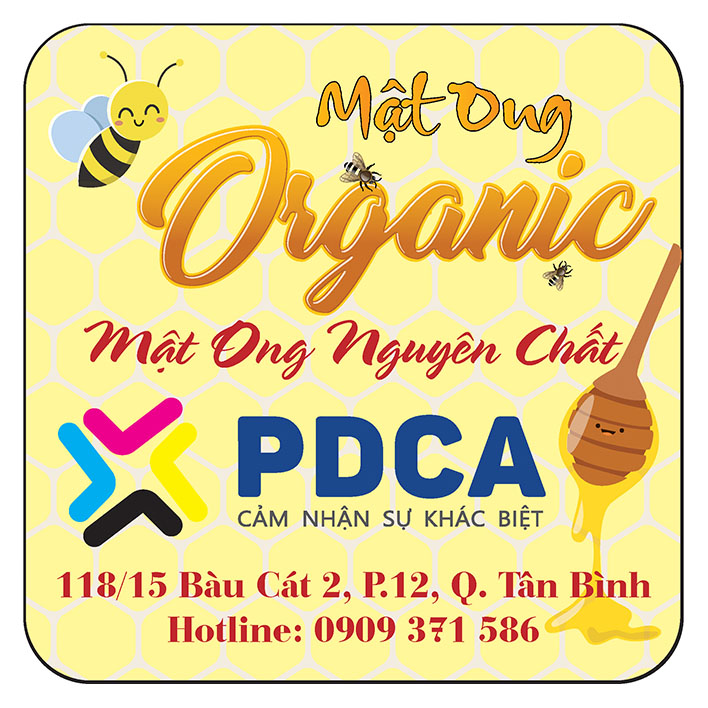 Mật Ong
Organic
Mật Ong Nguyên Chất
PDCA
CẢM NHẬN SỰ KHÁC BIỆT
118/15 Bàu Cát 2, P.12, Q. Tân Bình
Hotline: 0909 371 586